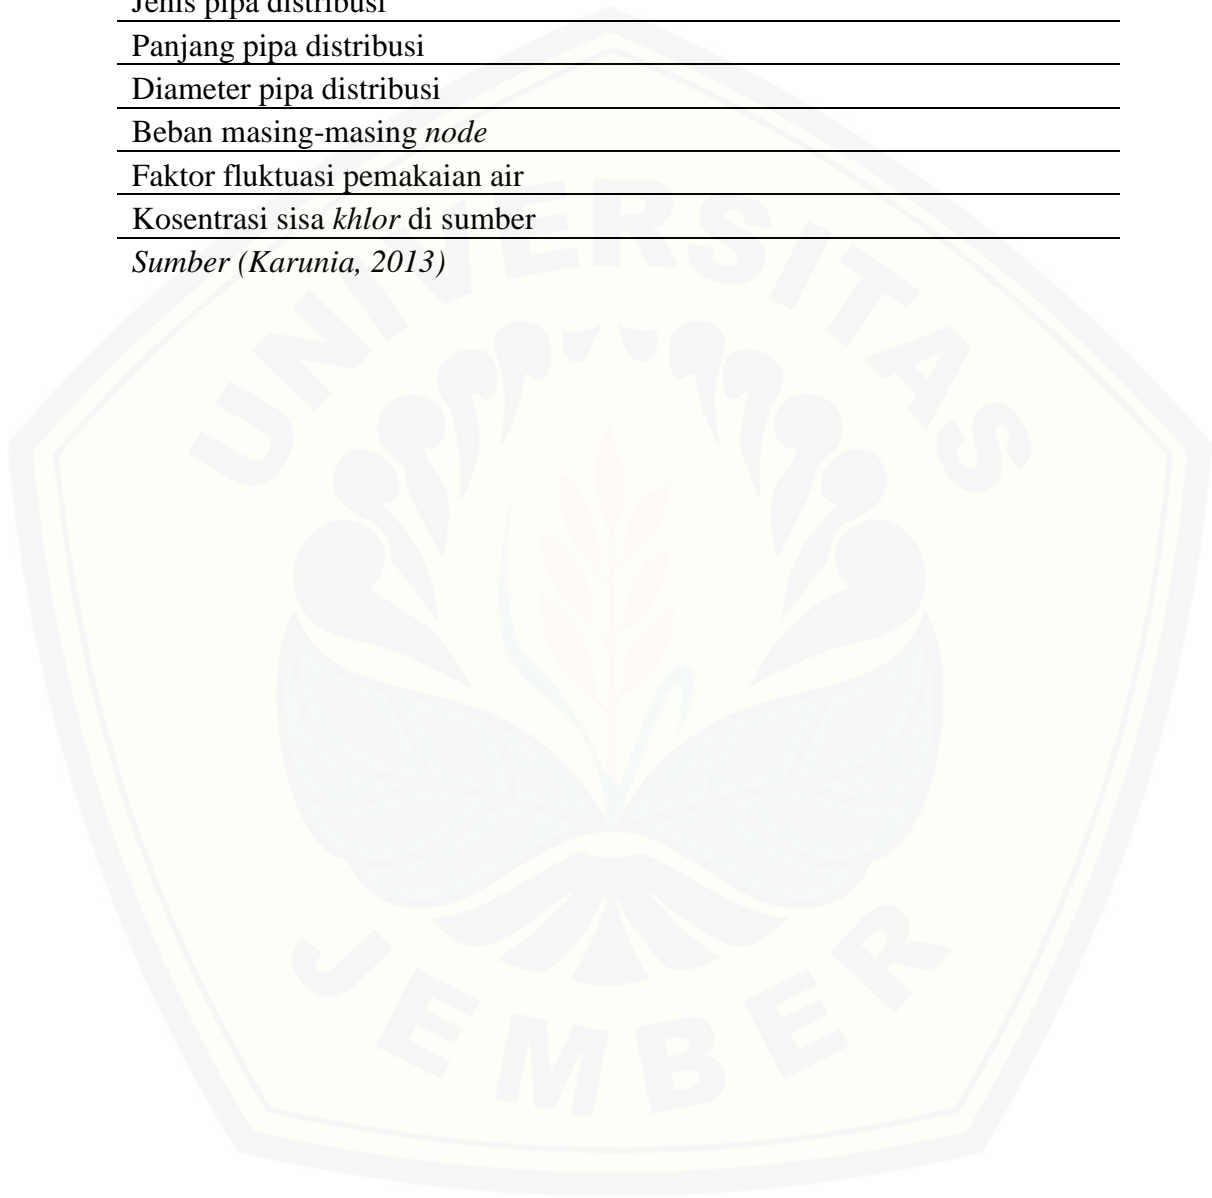 Jenis pipa distribusi
Panjang pipa distribusi
Diameter pipa distribusi
Beban masing-masing node
Faktor fluktuasi pemakaian air
Kosentrasi sisa khlor di sumber
Sumber (Karunia, 2013)
UNIVERSITAS
JEMBER